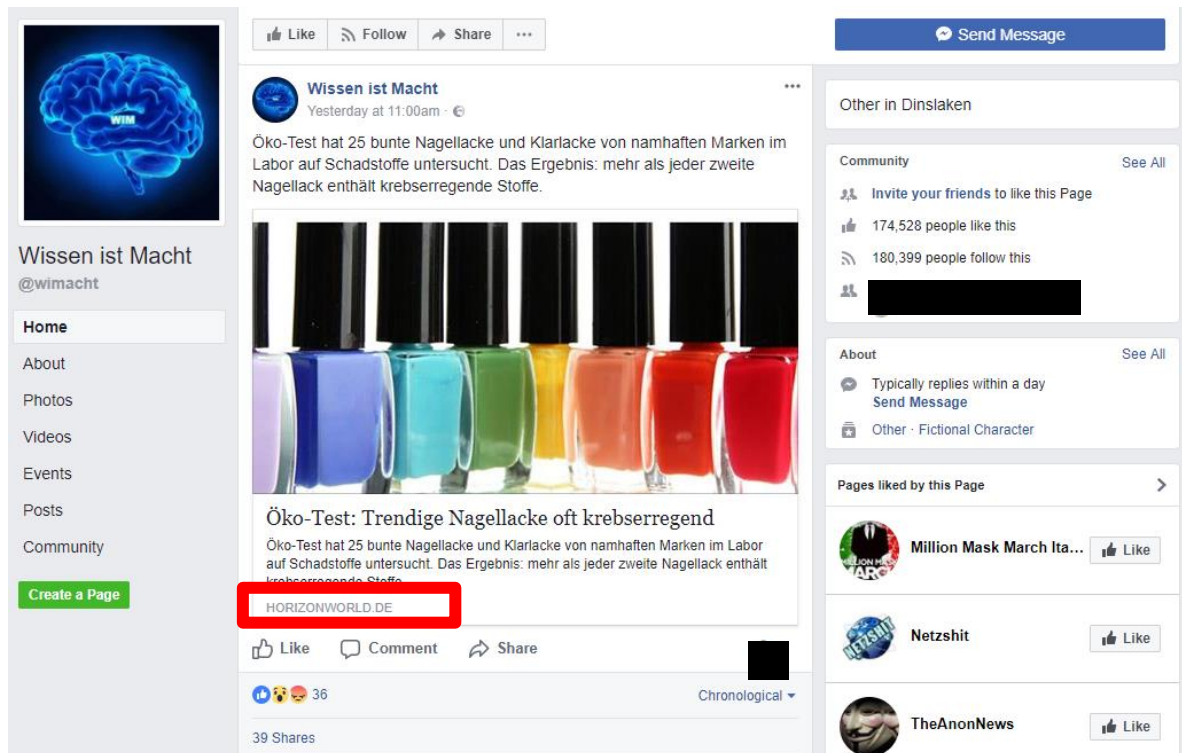 WIM
Wissen ist Macht
@wimacht
Home
About
Photos
Videos
Events
Posts
Community
Create a Page
Like Follow Share ...
Wissen ist Macht
Yesterday at 11:00am ·
Öko-Test hat 25 bunte Nagellacke und Klarlacke von namhaften Marken im
Labor auf Schadstoffe untersucht. Das Ergebnis: mehr als jeder zweite
Nagellack enthält krebserregende Stoffe.
Öko-Test: Trendige Nagellacke oft krebserregend
Öko-Test hat 25 bunte Nagellacke und Klarlacke von namhaften Marken im Labor
auf Schadstoffe untersucht. Das Ergebnis: mehr als jeder zweite Nagellack enthält
krebserregende Stoffe
HORIZONWORLD.DE
Like Comment Share
36
Chronological
39 Shares
Send Message
Other in Dinslaken
Community See All
Invite your friends to like this Page
174,528 people like this
180,399 people follow this
About See All
Typically replies within a day
Send Message
Other · Fictional Character
Pages liked by this Page
Million Mask March Ita... Like
NETZSHIT
Netzshit Like
TheAnonNews Like